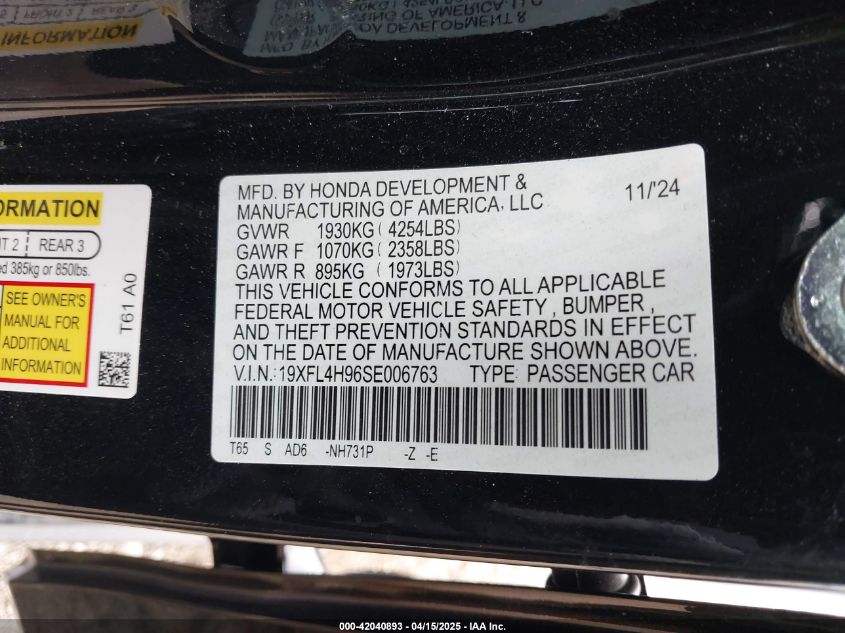 MFD. BY HONDA DEVELOPMENT &
MANUFACTURING OF AMERICA, LLC 11/'24
GVWR 1930KG ( 4254LBS)
GAWR F 1070KG ( 2358LBS)
GAWR R 895KG ( 1973LBS)
THIS VEHICLE CONFORMS TO ALL APPLICABLE
FEDERAL MOTOR VEHICLE SAFETY , BUMPER ,
AND THEFT PREVENTION STANDARDS IN EFFECT
ON THE DATE OF MANUFACTURE SHOWN ABOVE.
V.I.N.:19XFL4H96SE006763 TYPE: PASSENGER CAR
T65 S AD6 -NH731P -Z -E
ORMATION
T 2 REAR 3
ed 385kg or 850lbs.
SEE OWNER'S
MANUAL FOR
ADDITIONAL
INFORMATION
T61 A0
000-42040893 - 04/15/2025 - IAA Inc.